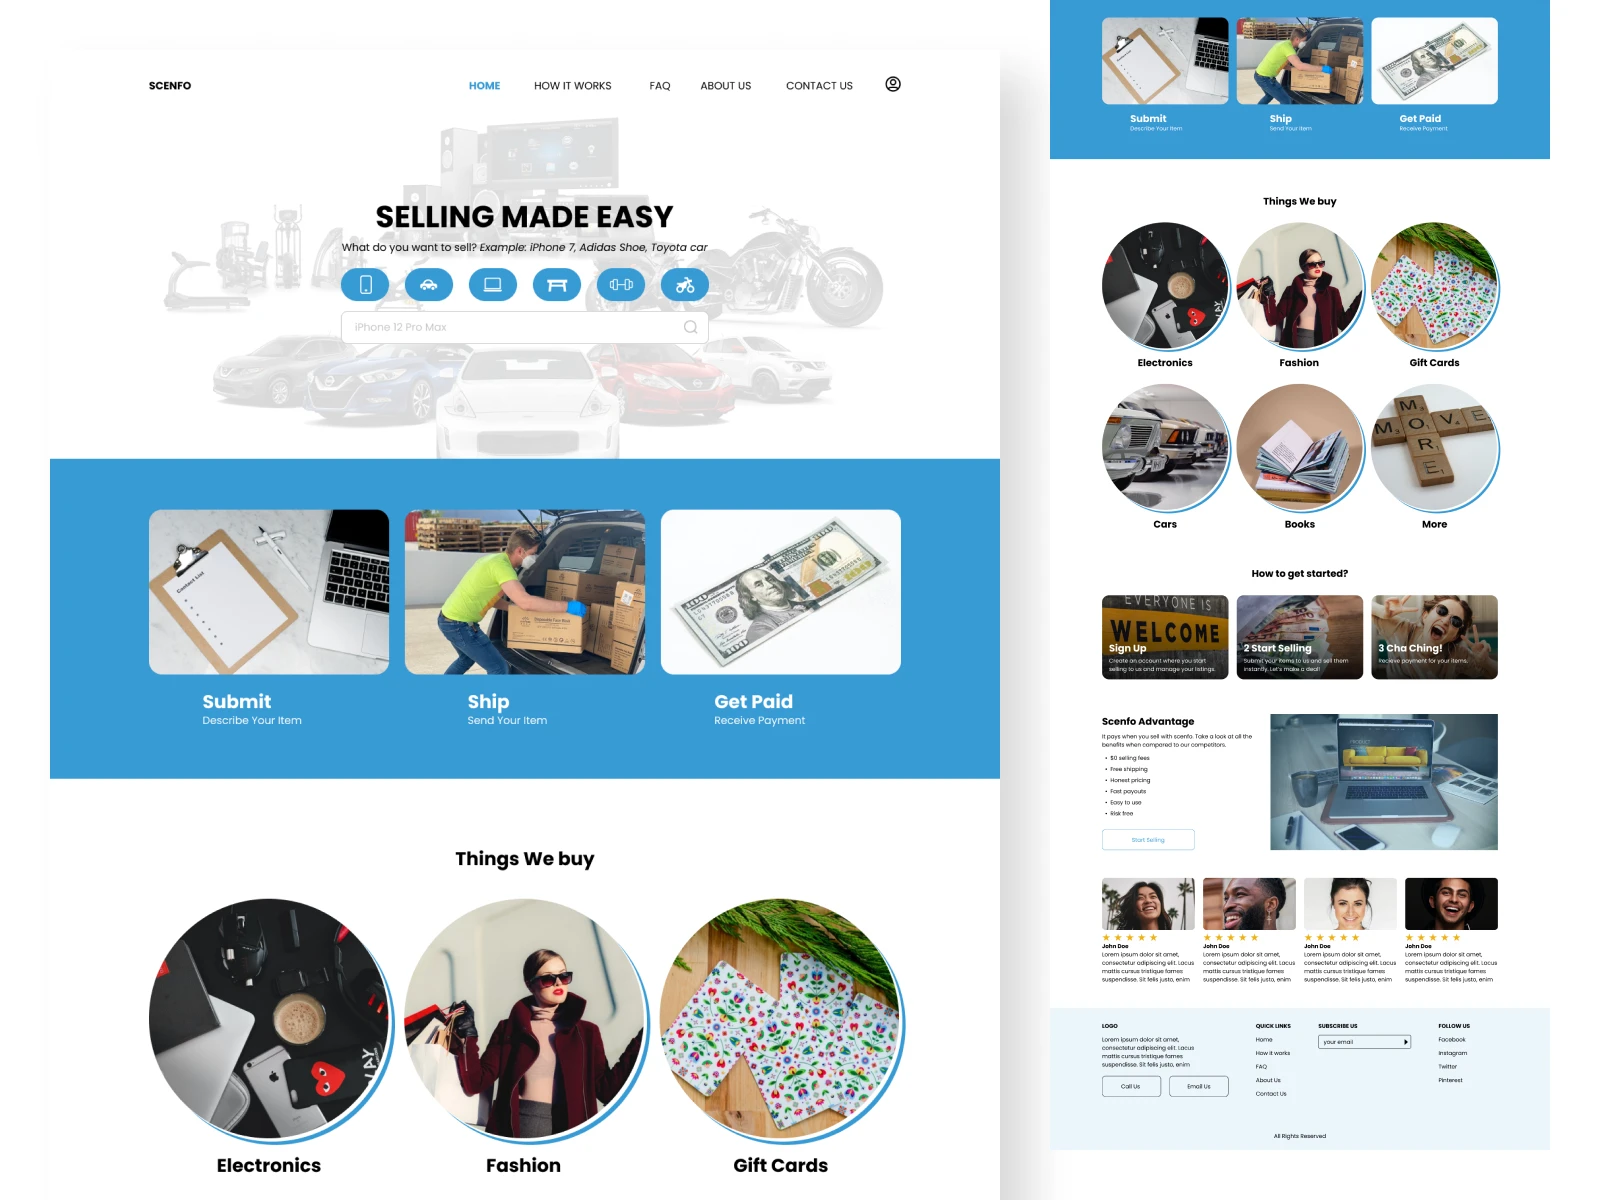 SCENFO
HOME HOW IT WORKS FAQ ABOUT US CONTACT US
SELLING MADE EASY
What do you want to sell? Example: iPhone 7, Adidas Shoe, Toyota car
iPhone 12 Pro Max
Contact List
Submit
Describe Your Item
Ship
Send Your Item
Get Paid
Receive Payment
Things We buy
Electronics
Fashion
Gift Cards
Submit
Describe Your Item
Ship
Send Your Item
Get Paid
Receive Payment
Things We buy
Electronics
Fashion
Gift Cards
MOVE
MORE
Cars
Books
More
How to get started?
EVERYONE IS
WELCOME
Sign Up
Create an account where you start
selling to us and manage your listings.
2 Start Selling
Submit your items to us and sell them
instantly. Let's make a deal!
3 Cha Ching!
Receive payment for your items.
Scenfo Advantage
It pays when you sell with scenfo. Take a look at all the
benefits when compared to our competitors.
• $0 selling fees
• Free shipping
• Honest pricing
• Fast payouts
• Easy to use
• Risk free
Start Selling
John Doe
Lorem ipsum dolor sit amet,
consectetur adipiscing elit. Lacus
mattis cursus tristique fames
suspendisse. Sit felis justo, enim
John Doe
Lorem ipsum dolor sit amet,
consectetur adipiscing elit. Lacus
mattis cursus tristique fames
suspendisse. Sit felis justo, enim
John Doe
Lorem ipsum dolor sit amet,
consectetur adipiscing elit. Lacus
mattis cursus tristique fames
suspendisse. Sit felis justo, enim
John Doe
Lorem ipsum dolor sit amet,
consectetur adipiscing elit. Lacus
mattis cursus tristique fames
suspendisse. Sit felis justo, enim
LOGO
Lorem ipsum dolor sit amet,
consectetur adipiscing elit. Lacus
mattis cursus tristique fames
suspendisse. Sit felis justo, enim
Call Us
Email Us
QUICK LINKS
Home
How it works
FAQ
About Us
Contact Us
SUBSCRIBE US
your email
FOLLOW US
Facebook
Instagram
Twitter
Pinterest
All Rights Reserved